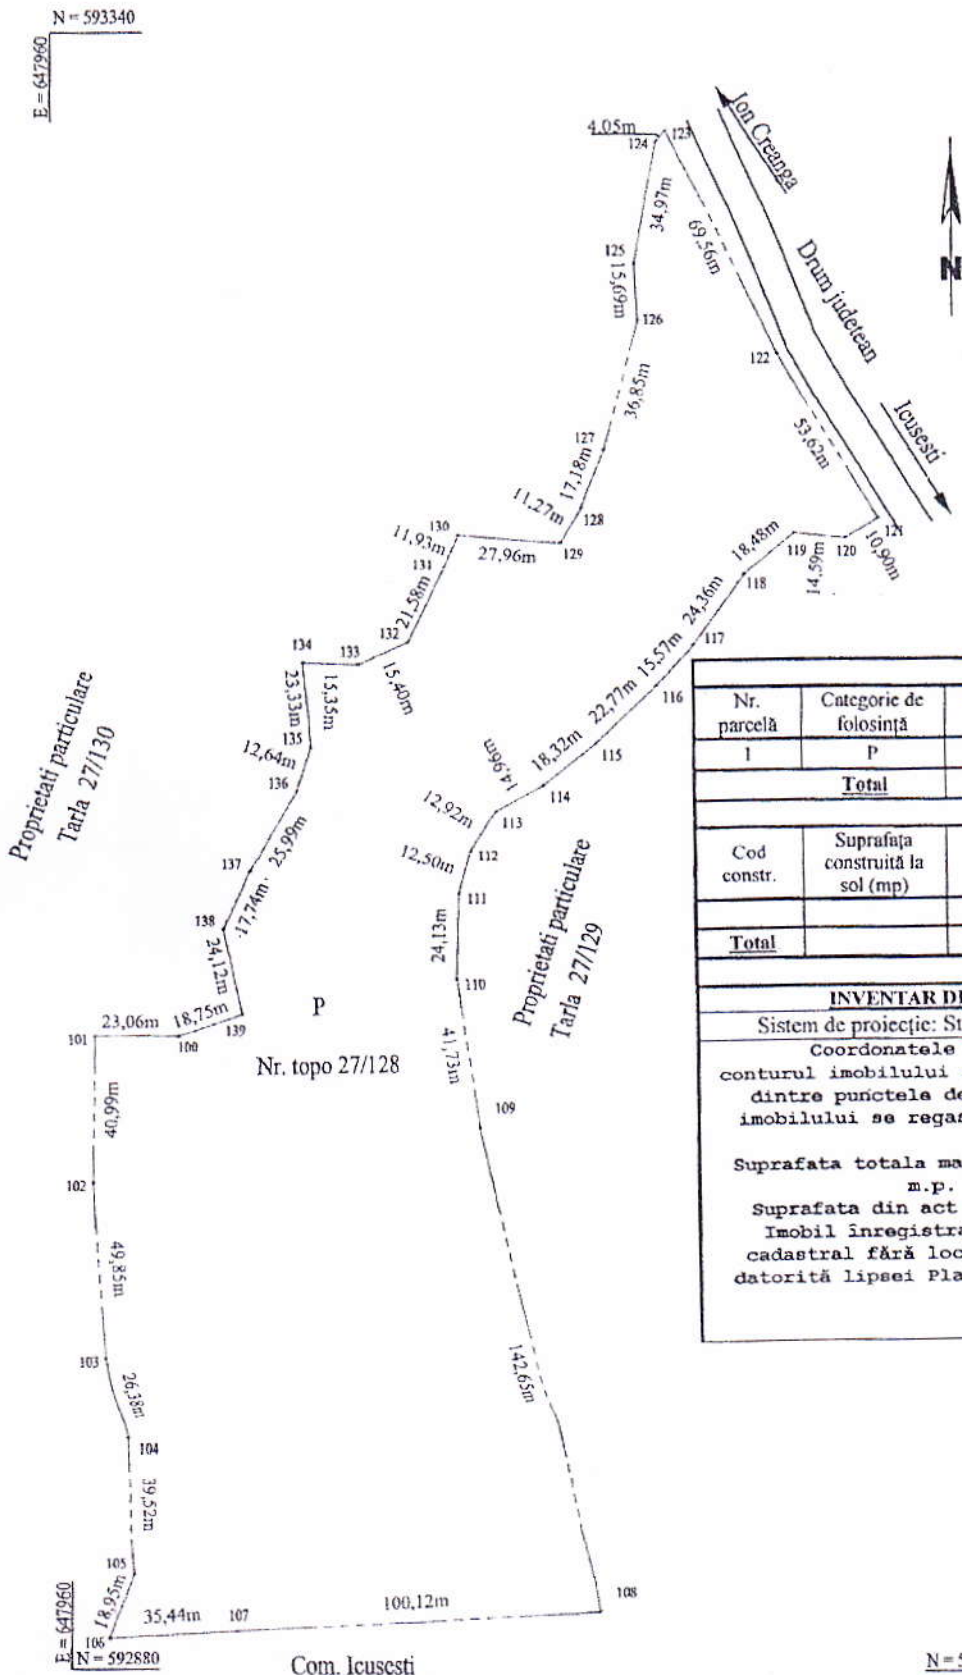 N = 593340
E = 647960
Ion Creanga
4,05m
124
123
34,97m
69,56m
N
Drum judetean
125
15,69m
126
122
36,85m
Icusesti
53,62m
127
17,18m
11,27m
128
129
130
11,93m
27,96m
131
21,58m
132
121
10,90m
120
119
14,59m
18,48m
118
24,36m
117
15,57m
116
22,77m
115
18,32m
114
14,96m
113
12,92m
112
12,50m
111
24,13m
110
134
133
15,40m
15,35m
23,33m
135
12,64m
136
25,99m
137
17,74m
138
24,12m
139
18,75m
100
23,06m
101
Proprietati particulare
Tarla 27/130
Proprietati particulare
Tarla 27/129
P
Nr. topo 27/128
41,73m
109
40,99m
102
49,85m
103
26,38m
104
39,52m
105
18,95m
106
35,44m
107
100,12m
108
142,65m
E = 647960
N = 592880
Com. Icusesti
N = 5
Nr. parcelă
Categorie de folosință
1
P
Total
Cod constr.
Suprafața construită la sol (mp)
Total
INVENTAR D
Sistem de proiecție: St
Coordonatele
conturul imobilului
dintre punctele de
imobilului se regas
Suprafata totala ma
m.p.
Suprafata din act
Imobil înregistra
cadastral fără loc
datorită lipsei Pla